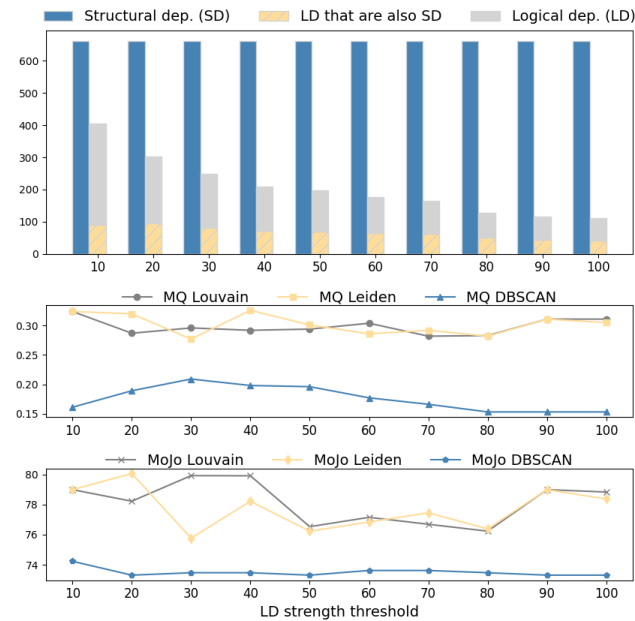 Structural dep. (SD) LD that are also SD Logical dep. (LD)
600
500
400
300
200
100
0
10 20 30 40 50 60 70 80 90 100
MQ Louvain MQ Leiden MQ DBSCAN
0.30
0.25
0.20
0.15
10 20 30 40 50 60 70 80 90 100
MoJo Louvain MoJo Leiden MoJo DBSCAN
80
78
76
74
10 20 30 40 50 60 70 80 90 100
LD strength threshold